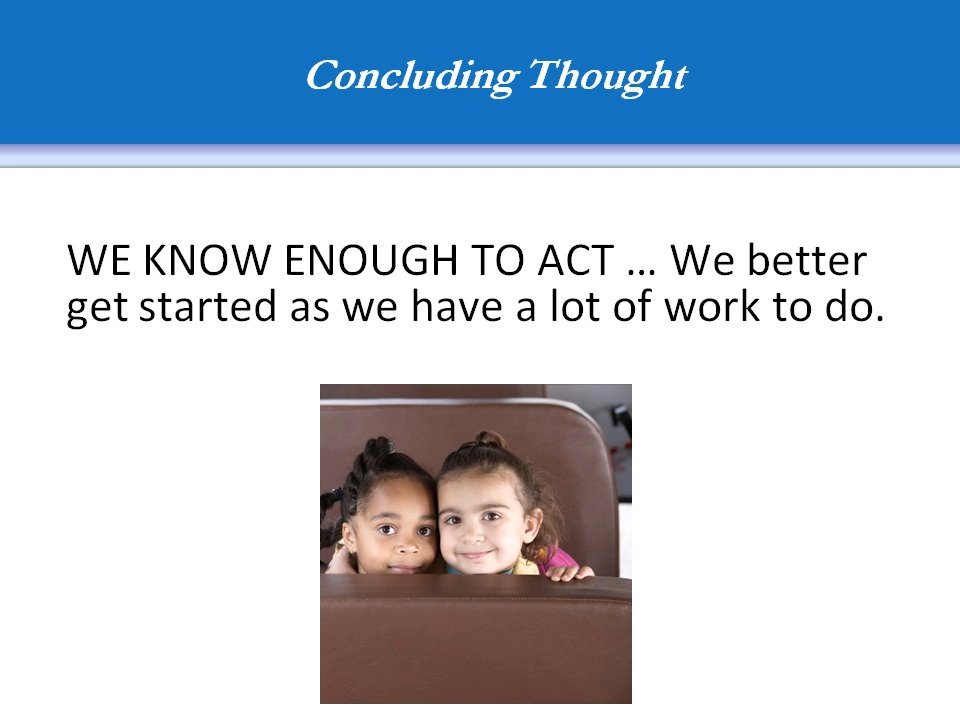 Concluding Thought
WE KNOW ENOUGH TO ACT … We better
get started as we have a lot of work to do.